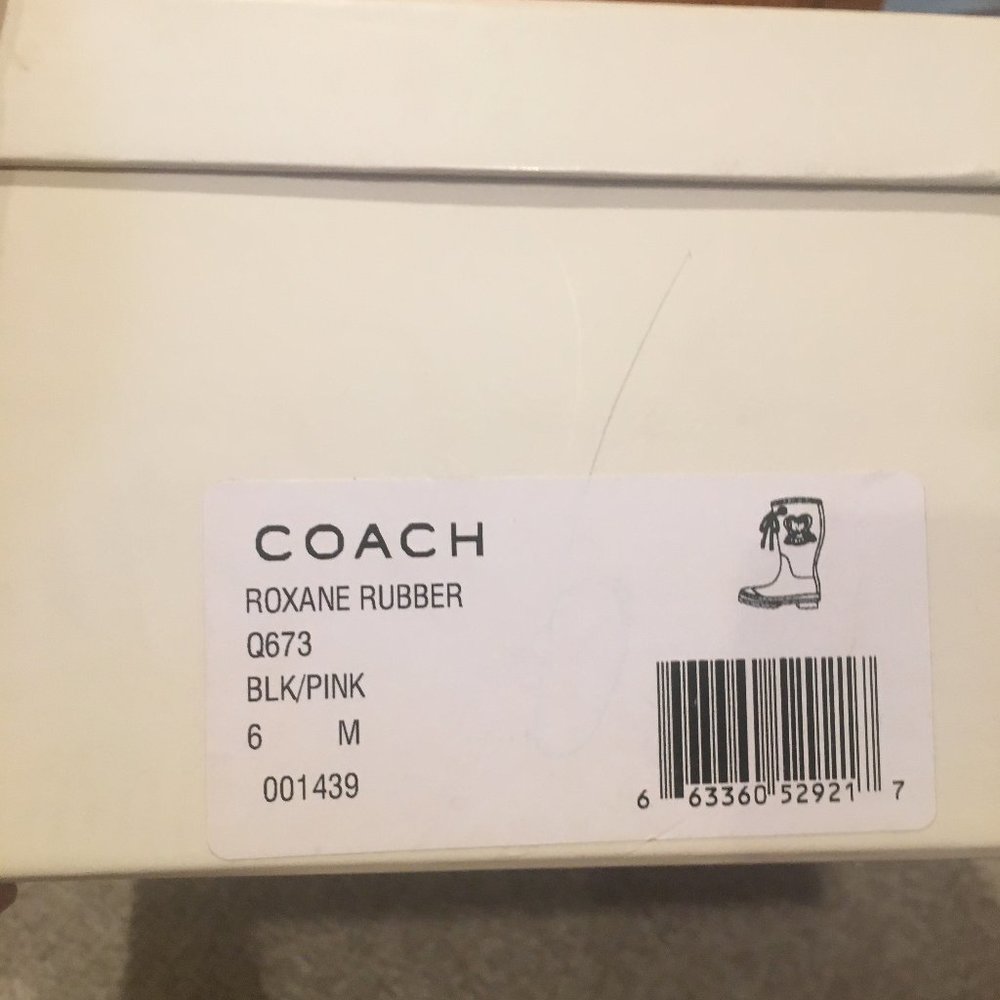 COACH
ROXANE RUBBER
Q673
BLK/PINK
6 M
001439
6 63360 52921 7